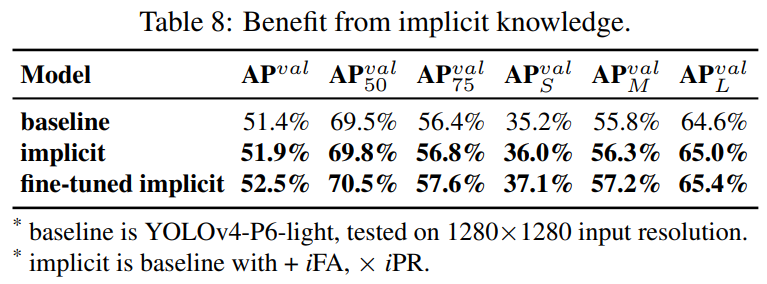 Table 8: Benefit from implicit knowledge.
Model AP^val AP^val_50 AP^val_75 AP^val_S AP^val_M AP^val_L
baseline 51.4% 69.5% 56.4% 35.2% 55.8% 64.6%
implicit 51.9% 69.8% 56.8% 36.0% 56.3% 65.0%
fine-tuned implicit 52.5% 70.5% 57.6% 37.1% 57.2% 65.4%
* baseline is YOLOv4-P6-light, tested on 1280×1280 input resolution.
* implicit is baseline with + iFA, × iPR.